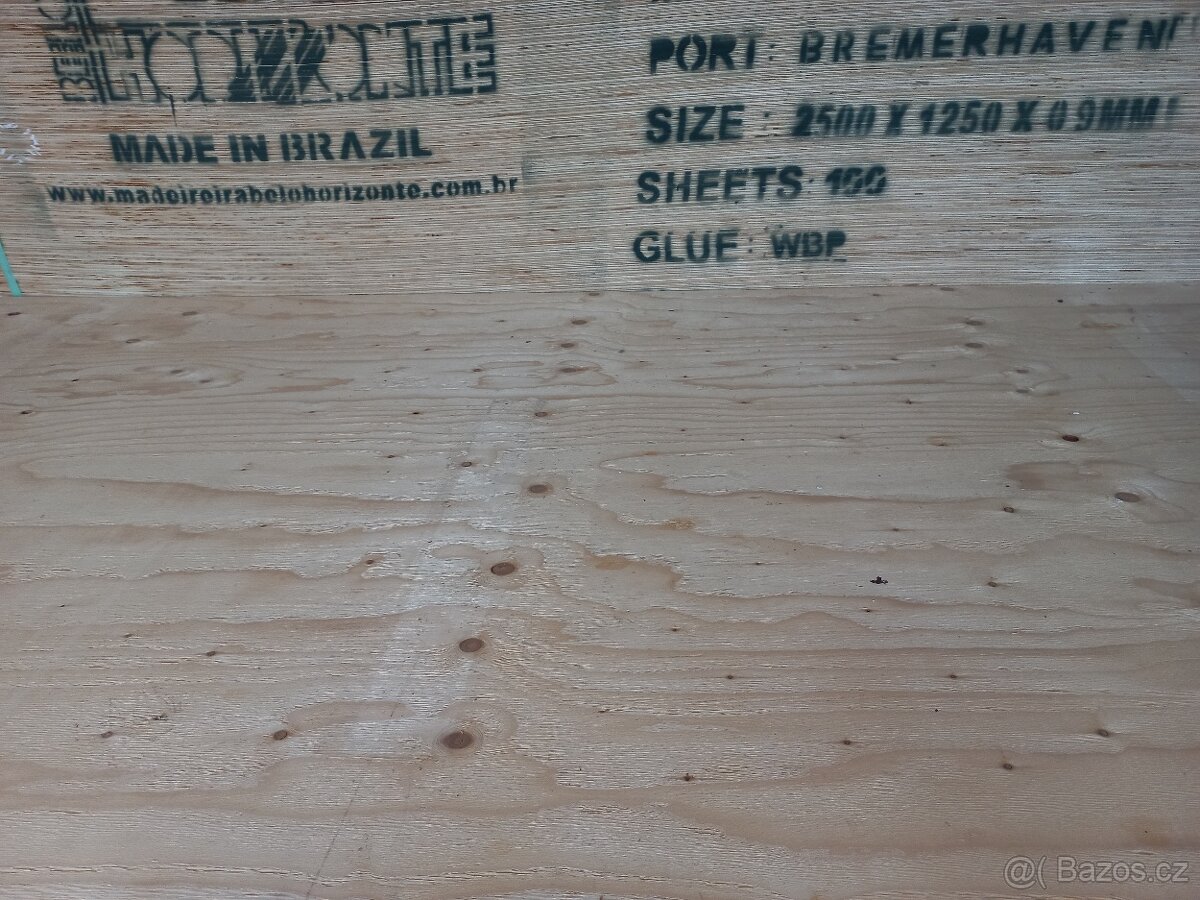 HORIZONTE
MADE IN BRAZIL
www.madeireirabelohorizonte.com.br
PORT: BREMERHAVEN
SIZE : 2500 X 1250 X 09MM
SHEETS: 100
GLUE: WBP
@( Bazos.cz